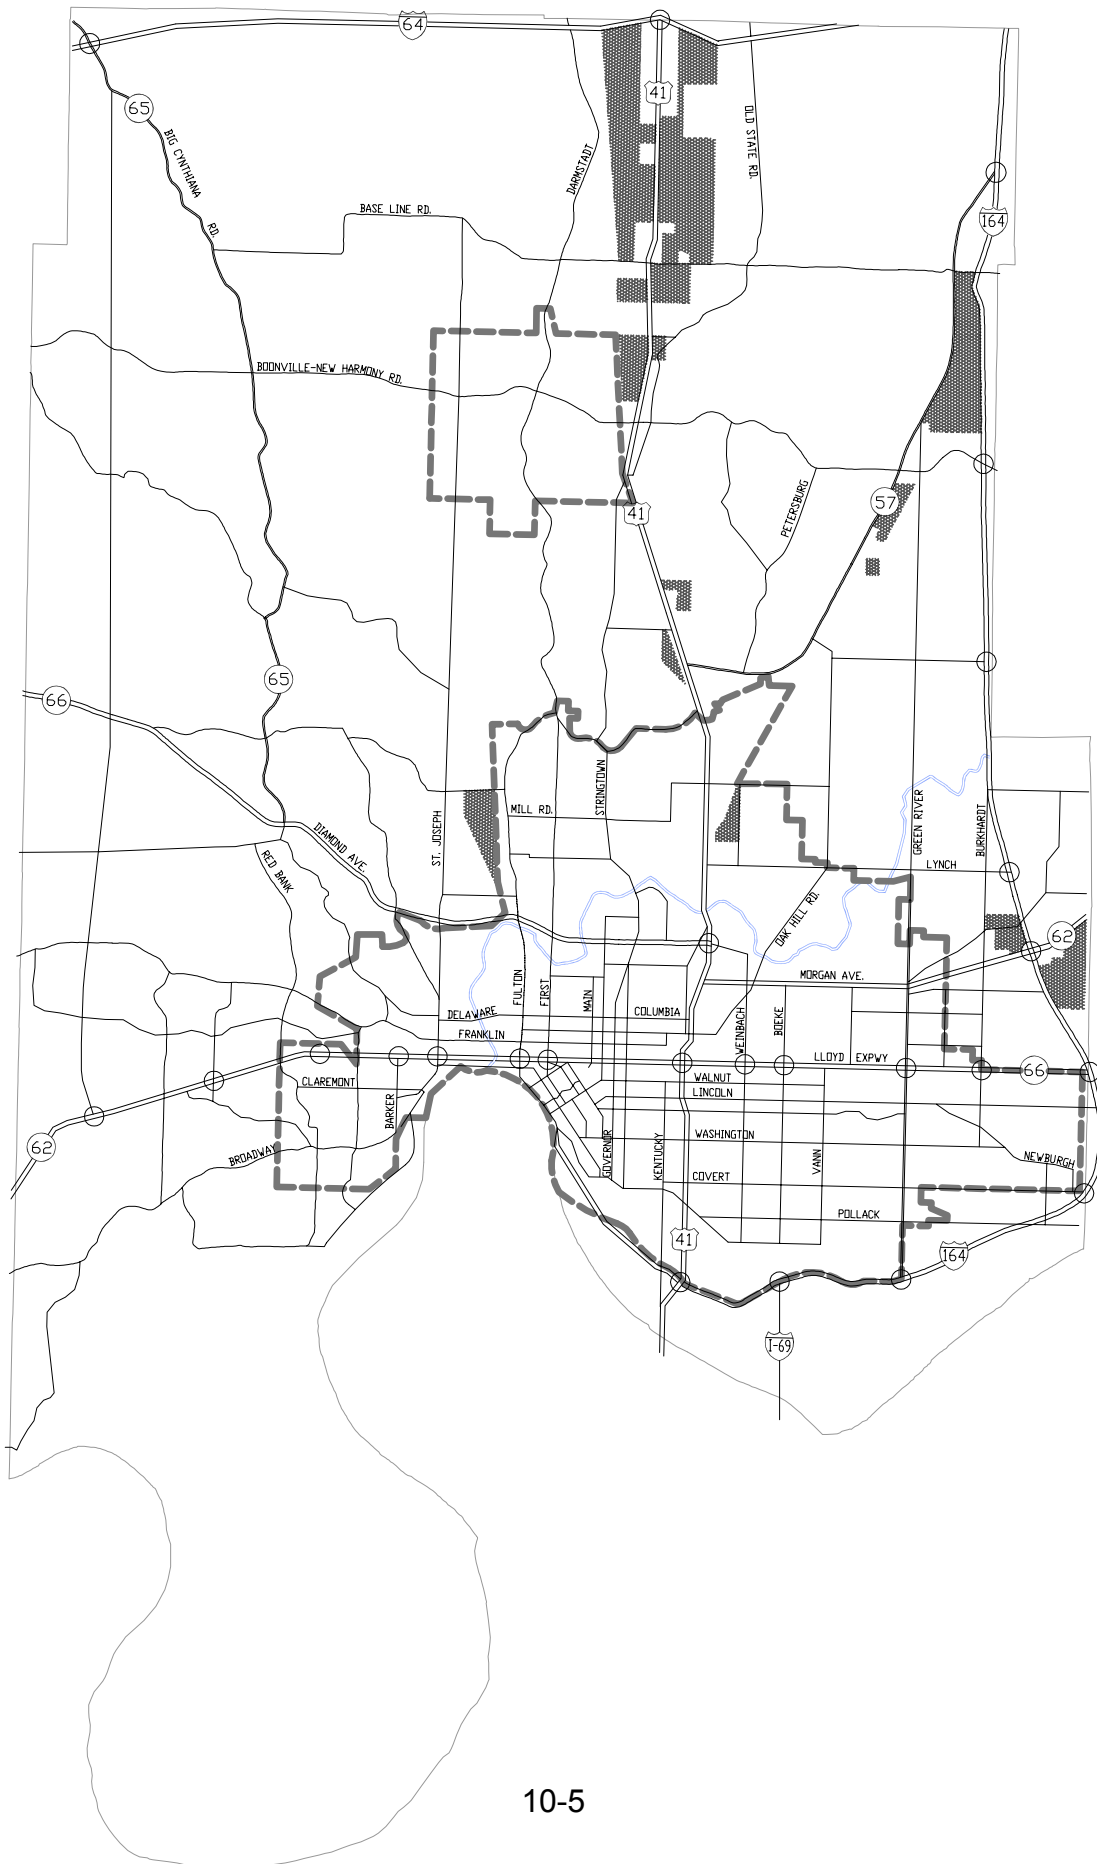 64
41
65
OLD STATE RD.
BIG CYNTHIANA
RD.
DARMSTADT
BASE LINE RD.
164
BOONVILLE-NEW HARMONY RD.
57
41
PETERSBURG
65
66
STRINGTOWN
MILL RD.
ST. JOSEPH
GREEN RIVER
BURKHARDT
DIAMOND AVE.
RED BANK
LYNCH
OAK HILL RD.
62
MORGAN AVE.
FULTON
FIRST
MAIN
DELAWARE
COLUMBIA
WEINBACH
BOEKE
FRANKLIN
LLOYD EXPWY
66
CLAREMONT
WALNUT
LINCOLN
BARKER
62
BROADWAY
GOVERNOR
KENTUCKY
WASHINGTON
VANN
NEWBURGH
COVERT
POLLACK
41
164
I-69
10-5